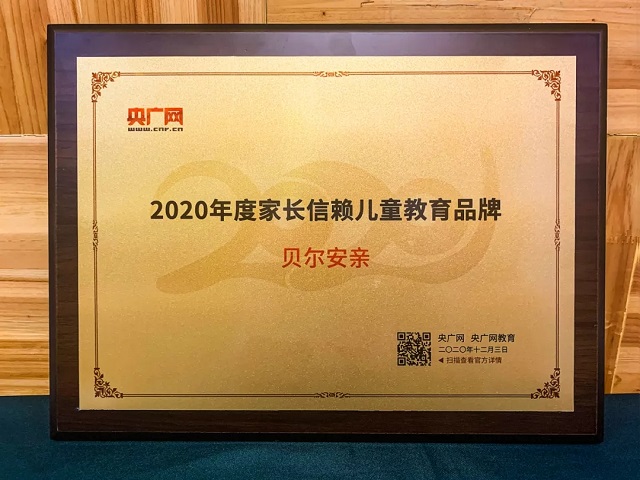 央广网
www.cnr.cn
2020年度家长信赖儿童教育品牌
贝尔安亲
央广网 央广网教育
二〇二〇年十二月三日
◀ 扫描查看官方详情